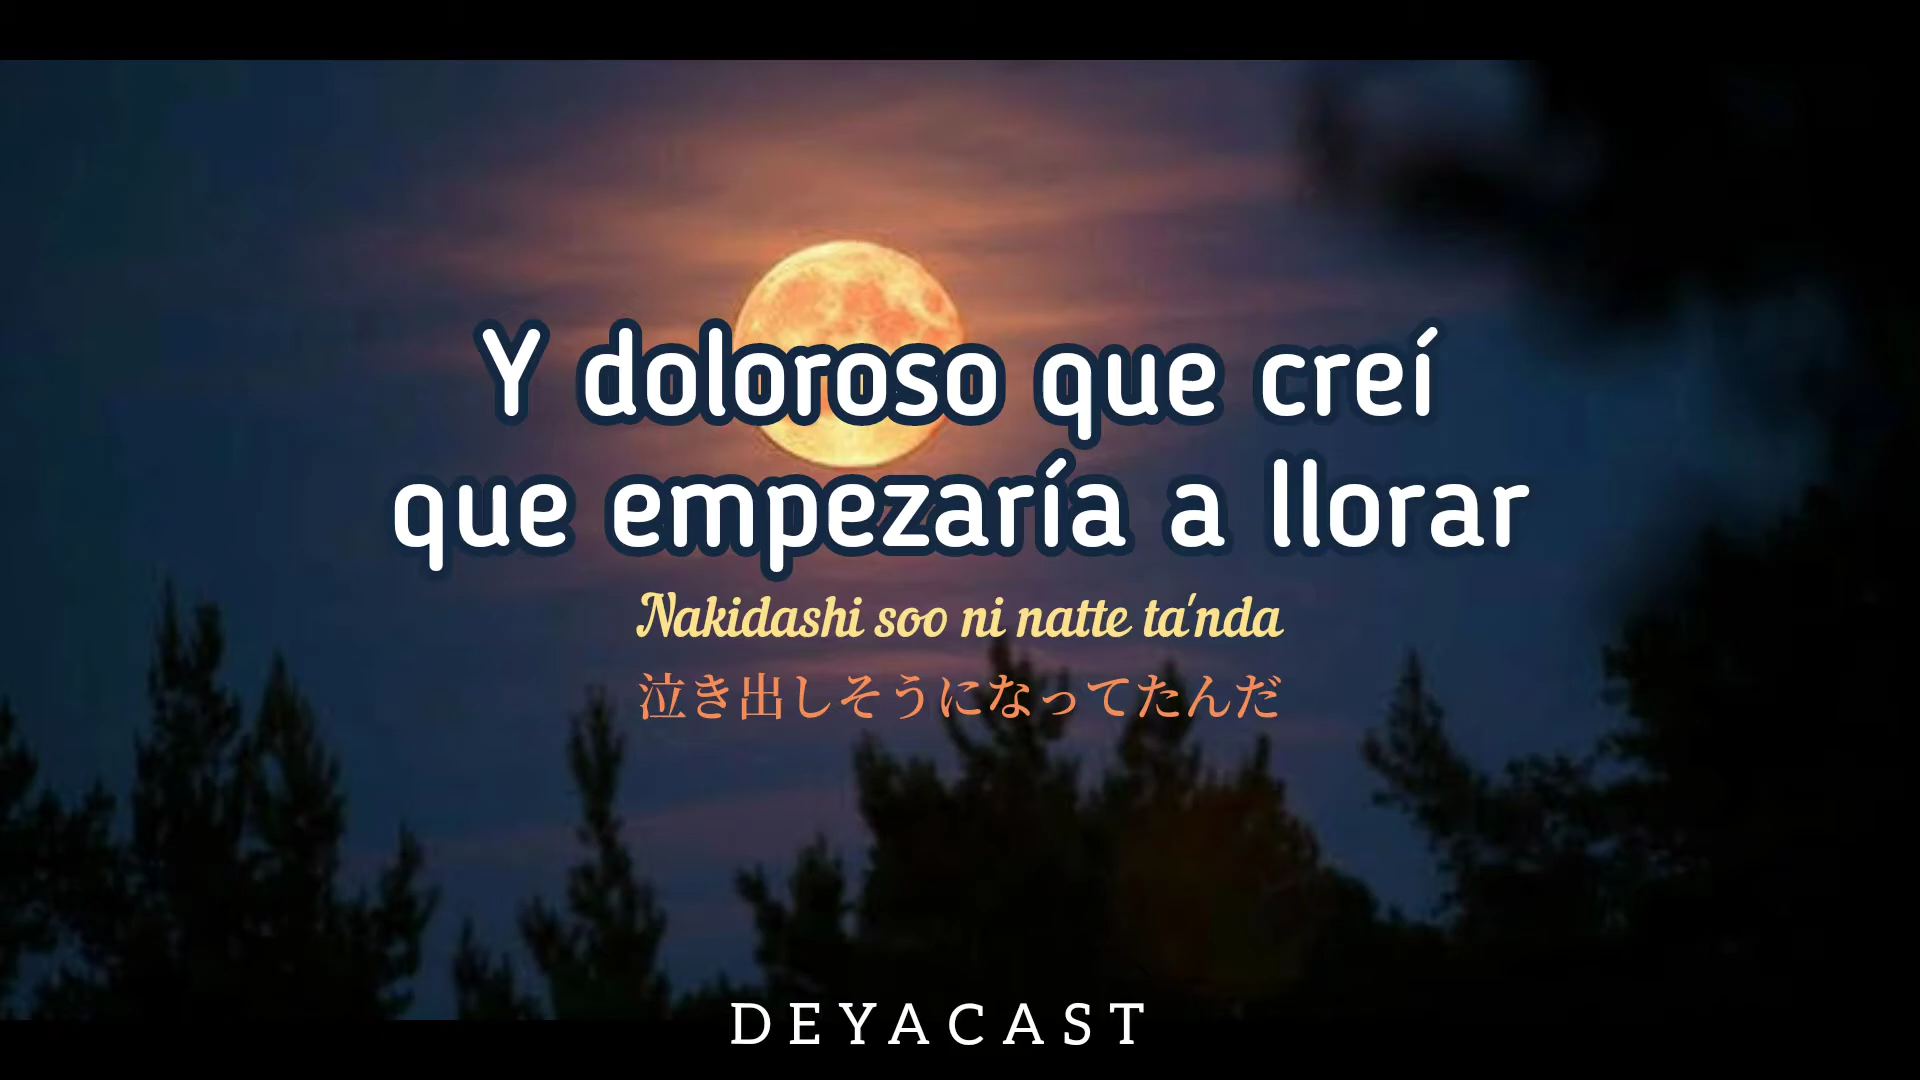 Y doloroso que creí
que empezaría a llorar
Nakidashi soo ni natte ta'nda
泣き出しそうになってたんだ
DEYACAST